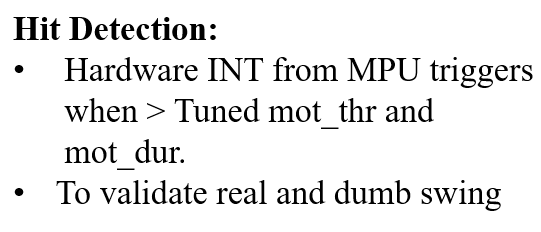 Hit Detection:
• Hardware INT from MPU triggers
when > Tuned mot_thr and
mot_dur.
• To validate real and dumb swing